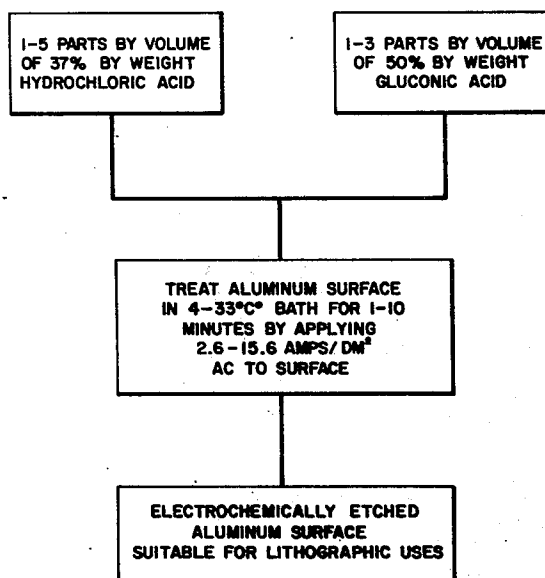 1-5 PARTS BY VOLUME
OF 37% BY WEIGHT
HYDROCHLORIC ACID
1-3 PARTS BY VOLUME
OF 50% BY WEIGHT
GLUCONIC ACID
TREAT ALUMINUM SURFACE
IN 4-33°C° BATH FOR 1-10
MINUTES BY APPLYING
2.6-15.6 AMPS/DM²
AC TO SURFACE
ELECTROCHEMICALLY ETCHED
ALUMINUM SURFACE
SUITABLE FOR LITHOGRAPHIC USES